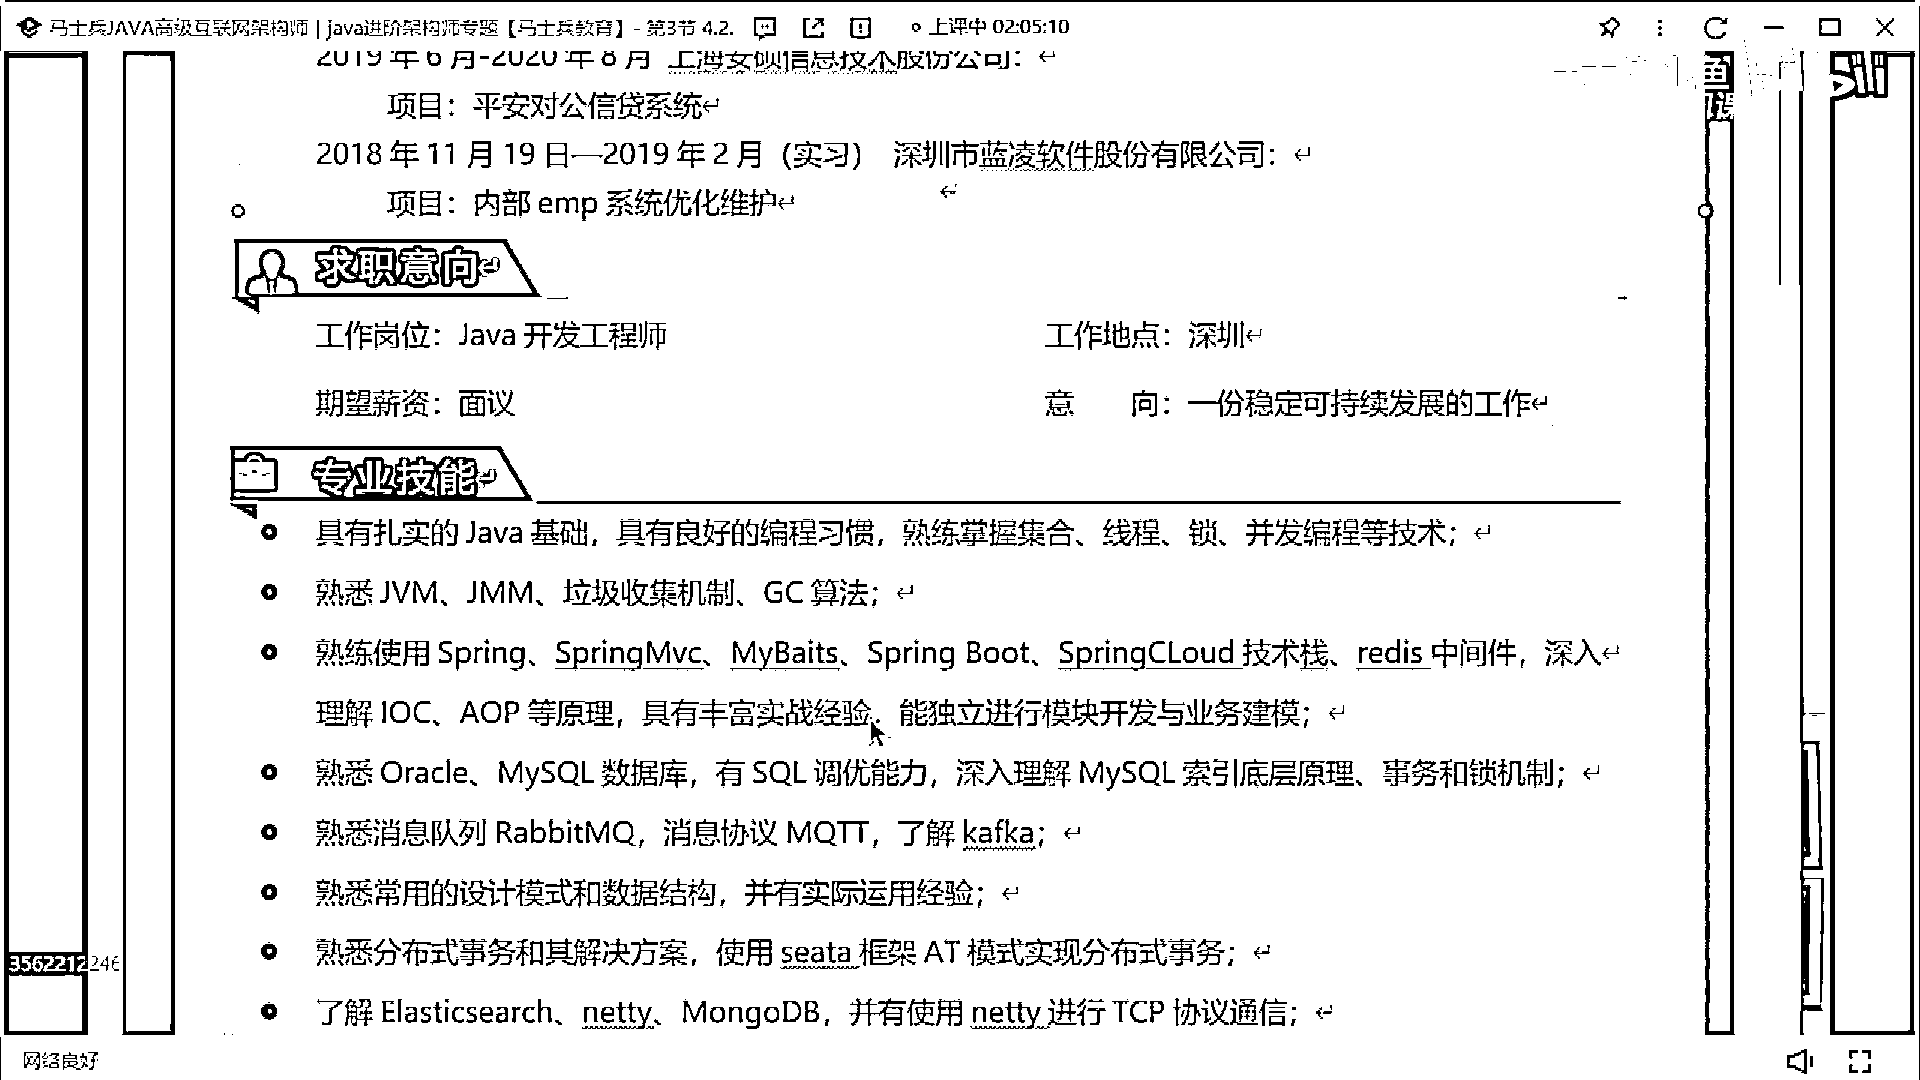 马士兵JAVA高级互联网架构师 | java进阶架构师专题【马士兵教育】- 第3节 4.2. 上课中 02:05:10
2019 年 6 月-2020 年 8 月 上海安硕信息技术股份公司：
项目：平安对公信贷系统
2018 年 11 月 19 日—2019 年 2 月（实习） 深圳市蓝凌软件股份有限公司：
项目：内部 emp 系统优化维护
求职意向
工作岗位：Java 开发工程师 工作地点：深圳
期望薪资：面议 意 向：一份稳定可持续发展的工作
专业技能
具有扎实的 Java 基础，具有良好的编程习惯，熟练掌握集合、线程、锁、并发编程等技术；
熟悉 JVM、JMM、垃圾收集机制、GC 算法；
熟练使用 Spring、SpringMvc、MyBaits、Spring Boot、SpringCLoud 技术栈、redis 中间件，深入
理解 IOC、AOP 等原理，具有丰富实战经验，能独立进行模块开发与业务建模；
熟悉 Oracle、MySQL 数据库，有 SQL 调优能力，深入理解 MySQL 索引底层原理、事务和锁机制；
熟悉消息队列 RabbitMQ，消息协议 MQTT，了解 kafka；
熟悉常用的设计模式和数据结构，并有实际运用经验；
熟悉分布式事务和其解决方案，使用 seata 框架 AT 模式实现分布式事务；
3562212246
了解 Elasticsearch、netty、MongoDB，并有使用 netty 进行 TCP 协议通信；
网络良好